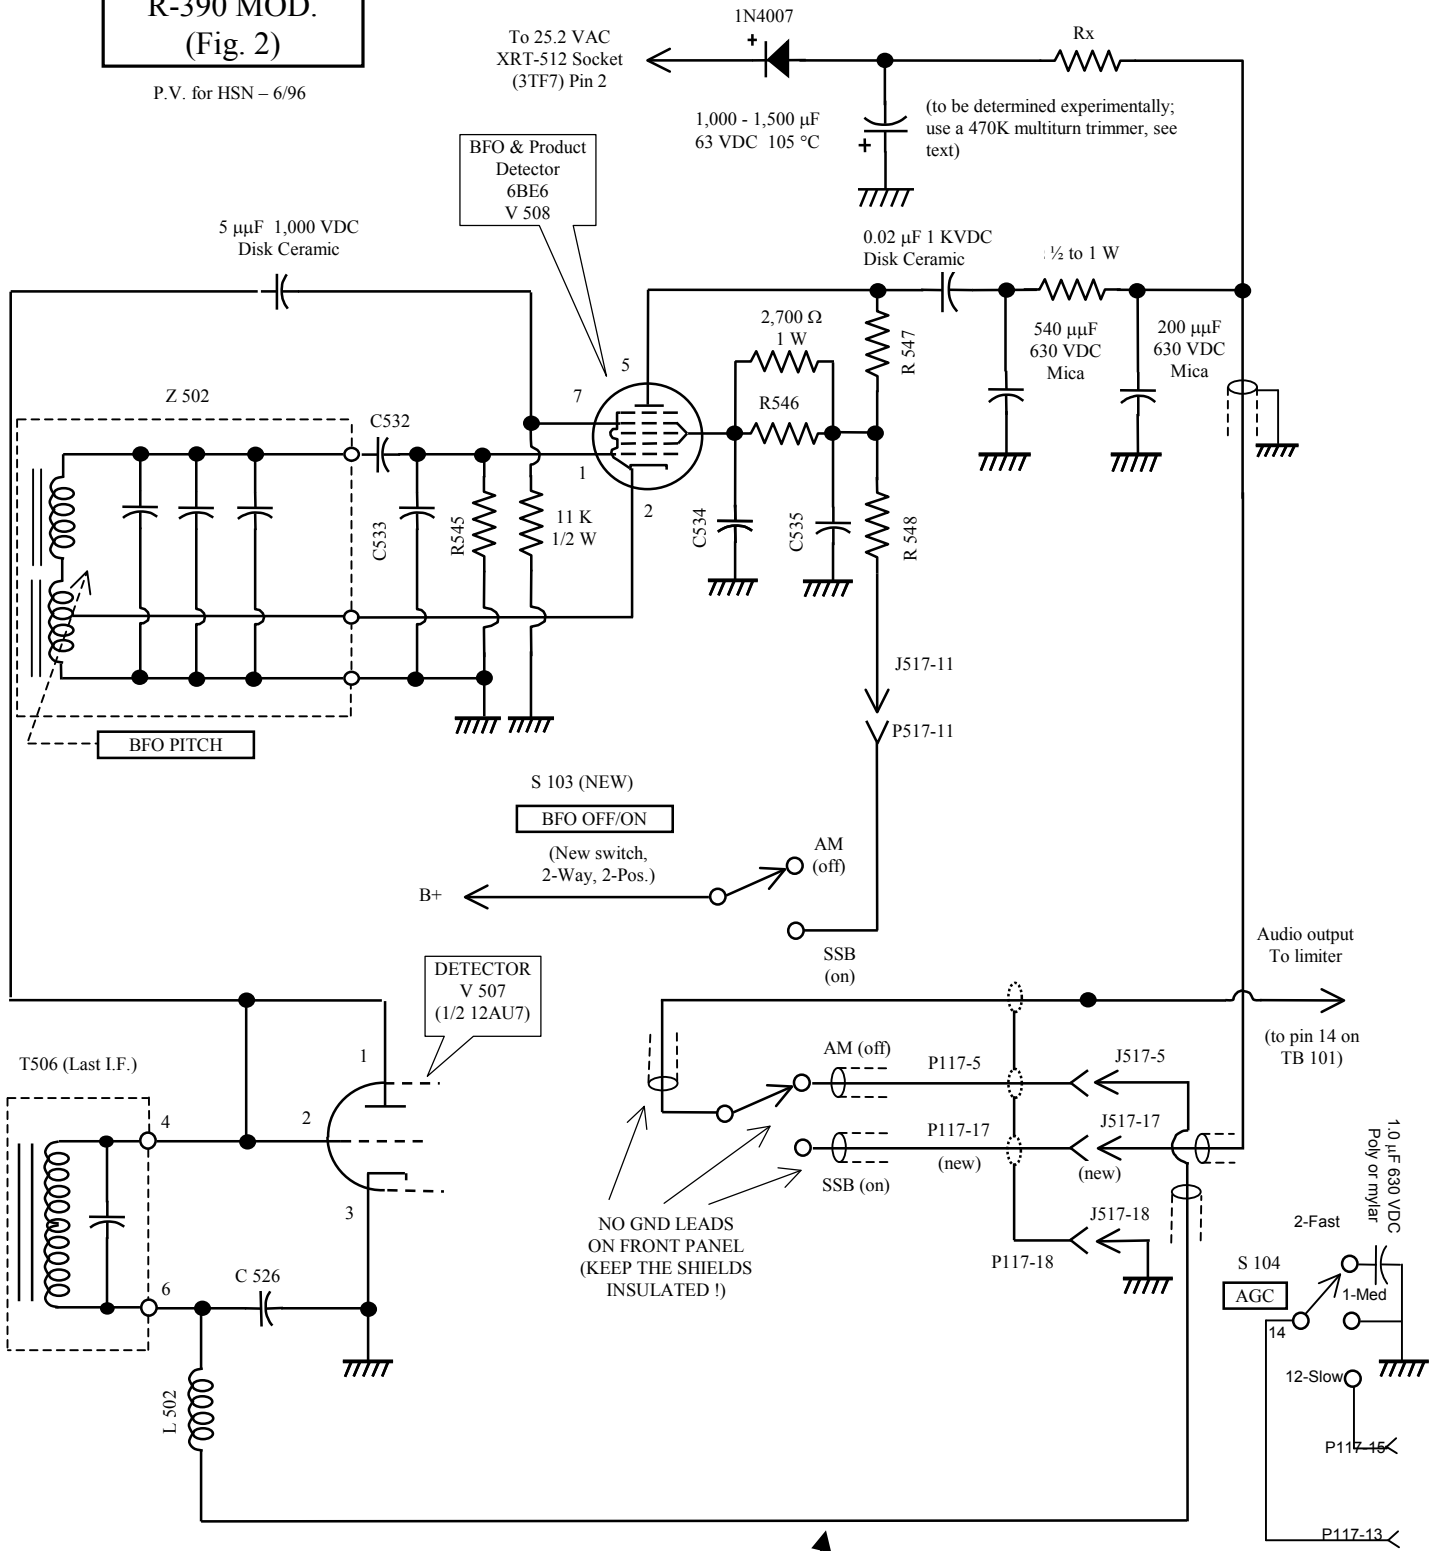 R-390 MOD.
(Fig. 2)
P.V. for HSN – 6/96
To 25.2 VAC
XRT-512 Socket
(3TF7) Pin 2
1N4007
+
Rx
1,000 - 1,500 µF
63 VDC 105 °C
+
(to be determined experimentally;
use a 470K multiturn trimmer, see
text)
BFO & Product
Detector
6BE6
V 508
5 µµF 1,000 VDC
Disk Ceramic
0.02 µF 1 KVDC
Disk Ceramic
½ to 1 W
2,700 Ω
1 W
R 547
540 µµF
630 VDC
Mica
200 µµF
630 VDC
Mica
5
7
Z 502
C532
R546
1
2
C533
R545
11 K
1/2 W
C534
C535
R 548
J517-11
P517-11
BFO PITCH
S 103 (NEW)
BFO OFF/ON
(New switch,
2-Way, 2-Pos.)
AM
(off)
B+
SSB
(on)
Audio output
To limiter
DETECTOR
V 507
(1/2 12AU7)
(to pin 14 on
TB 101)
T506 (Last I.F.)
1
AM (off)
P117-5
J517-5
4
2
P117-17
(new)
J517-17
(new)
SSB (on)
3
NO GND LEADS
ON FRONT PANEL
(KEEP THE SHIELDS
INSULATED !)
J517-18
P117-18
1.0 µF 630 VDC
Poly or mylar
2-Fast
S 104
AGC
1-Med
14
12-Slow
P117-15
P117-13
6
C 526
L 502